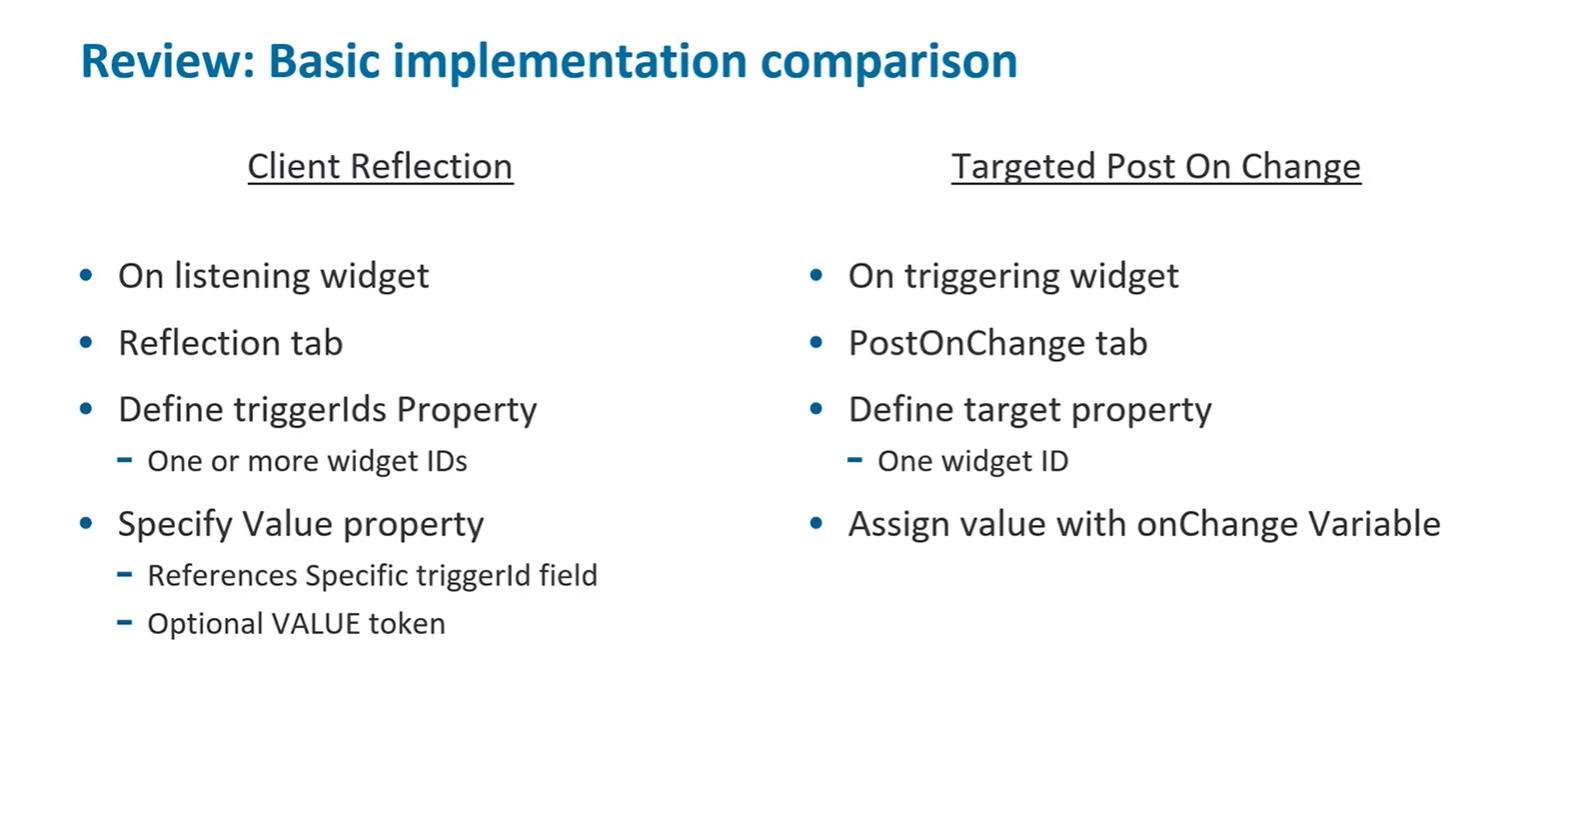 Review: Basic implementation comparison
Client Reflection
• On listening widget
• Reflection tab
• Define triggerIds Property
– One or more widget IDs
• Specify Value property
– References Specific triggerId field
– Optional VALUE token
Targeted Post On Change
• On triggering widget
• PostOnChange tab
• Define target property
– One widget ID
• Assign value with onChange Variable